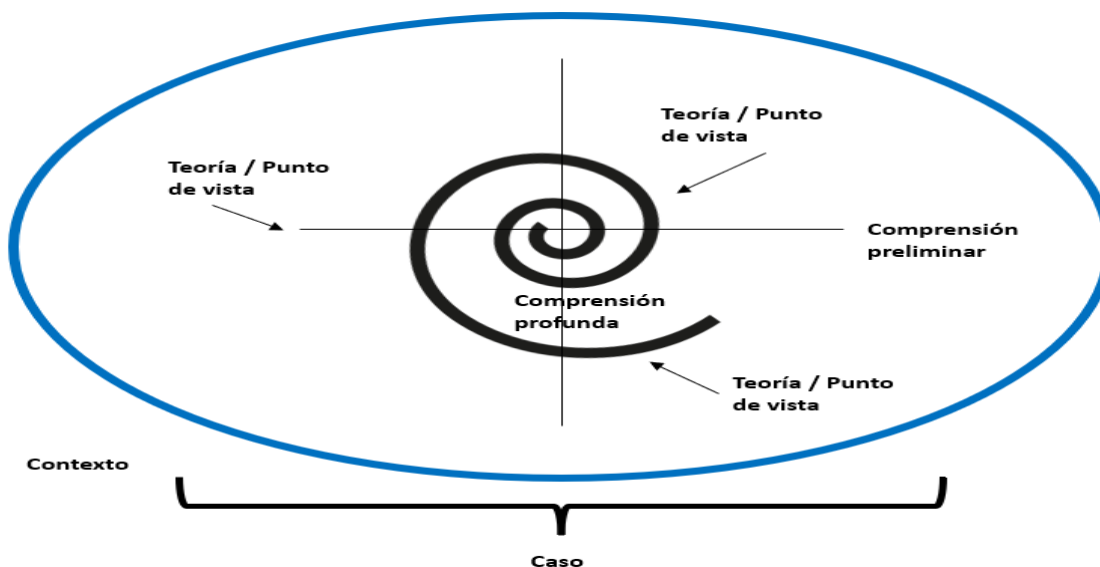 Teoría / Punto
de vista
Teoría / Punto
de vista
Comprensión
preliminar
Comprensión
profunda
Teoría / Punto
de vista
Contexto
Caso